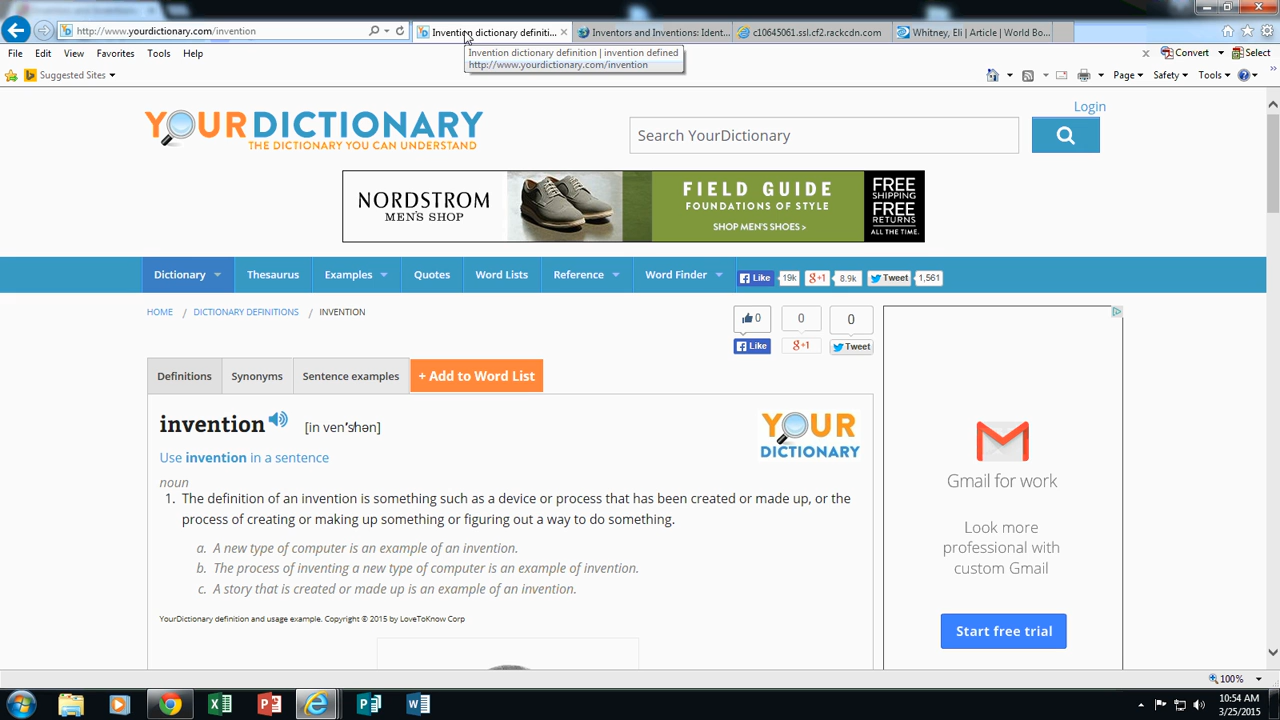 http://www.yourdictionary.com/invention
Invention dictionary definiti...
Inventors and Inventions: Ident...
c10645061.ssl.cf2.rackcdn.com
Whitney, Eli | Article | World Bo...
File Edit View Favorites Tools Help
Convert
Select
Invention dictionary definition | invention defined
http://www.yourdictionary.com/invention
Suggested Sites
Page
Safety
Tools
Login
YOURDICTIONARY
THE DICTIONARY YOU CAN UNDERSTAND
Search YourDictionary
NORDSTROM
MEN'S SHOP
FIELD GUIDE
FOUNDATIONS OF STYLE
SHOP MEN'S SHOES >
FREE
SHIPPING
FREE
RETURNS
ALL THE TIME.
Dictionary Thesaurus Examples Quotes Word Lists Reference Word Finder
Like 19k +1 8.9k Tweet 1,561
HOME / DICTIONARY DEFINITIONS / INVENTION
0 0 0
Like +1 Tweet
Definitions Synonyms Sentence examples + Add to Word List
invention [in ven′shən]
YOUR
DICTIONARY
Use invention in a sentence
noun
1. The definition of an invention is something such as a device or process that has been created or made up, or the
process of creating or making up something or figuring out a way to do something.
a. A new type of computer is an example of an invention.
b. The process of inventing a new type of computer is an example of invention.
c. A story that is created or made up is an example of an invention.
YourDictionary definition and usage example. Copyright © 2015 by LoveToKnow Corp
Gmail for work
Look more
professional with
custom Gmail
Start free trial
100%
10:54 AM
3/25/2015